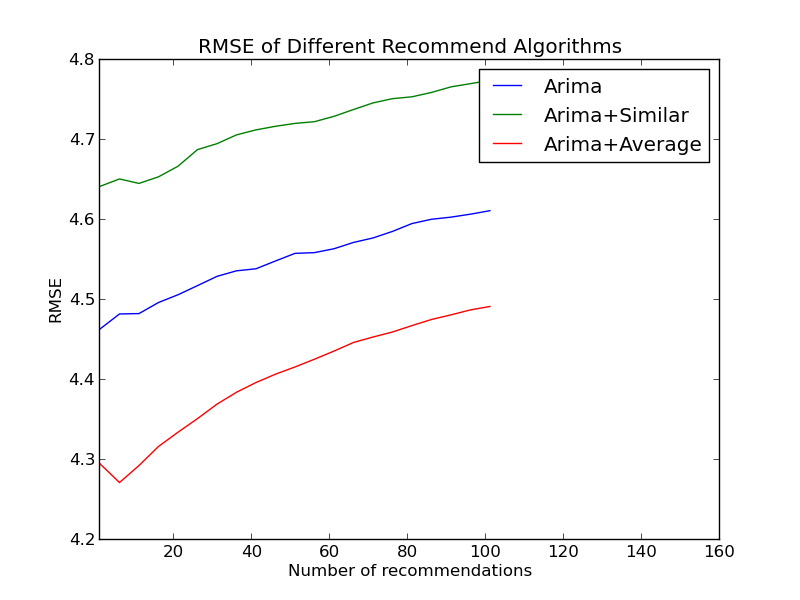 RMSE of Different Recommend Algorithms
4.8
4.7
4.6
4.5
4.4
4.3
4.2
RMSE
Arima
Arima+Similar
Arima+Average
20 40 60 80 100 120 140 160
Number of recommendations